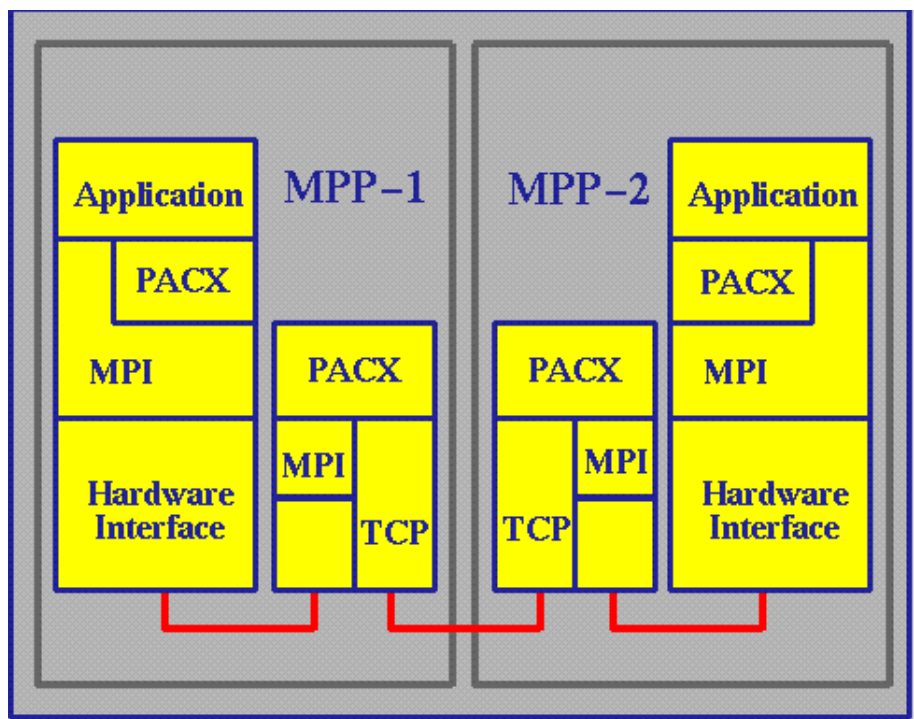 MPP-1
MPP-2
Application
PACX
MPI
Hardware
Interface
PACX
MPI
TCP
PACX
MPI
TCP
Application
PACX
MPI
Hardware
Interface